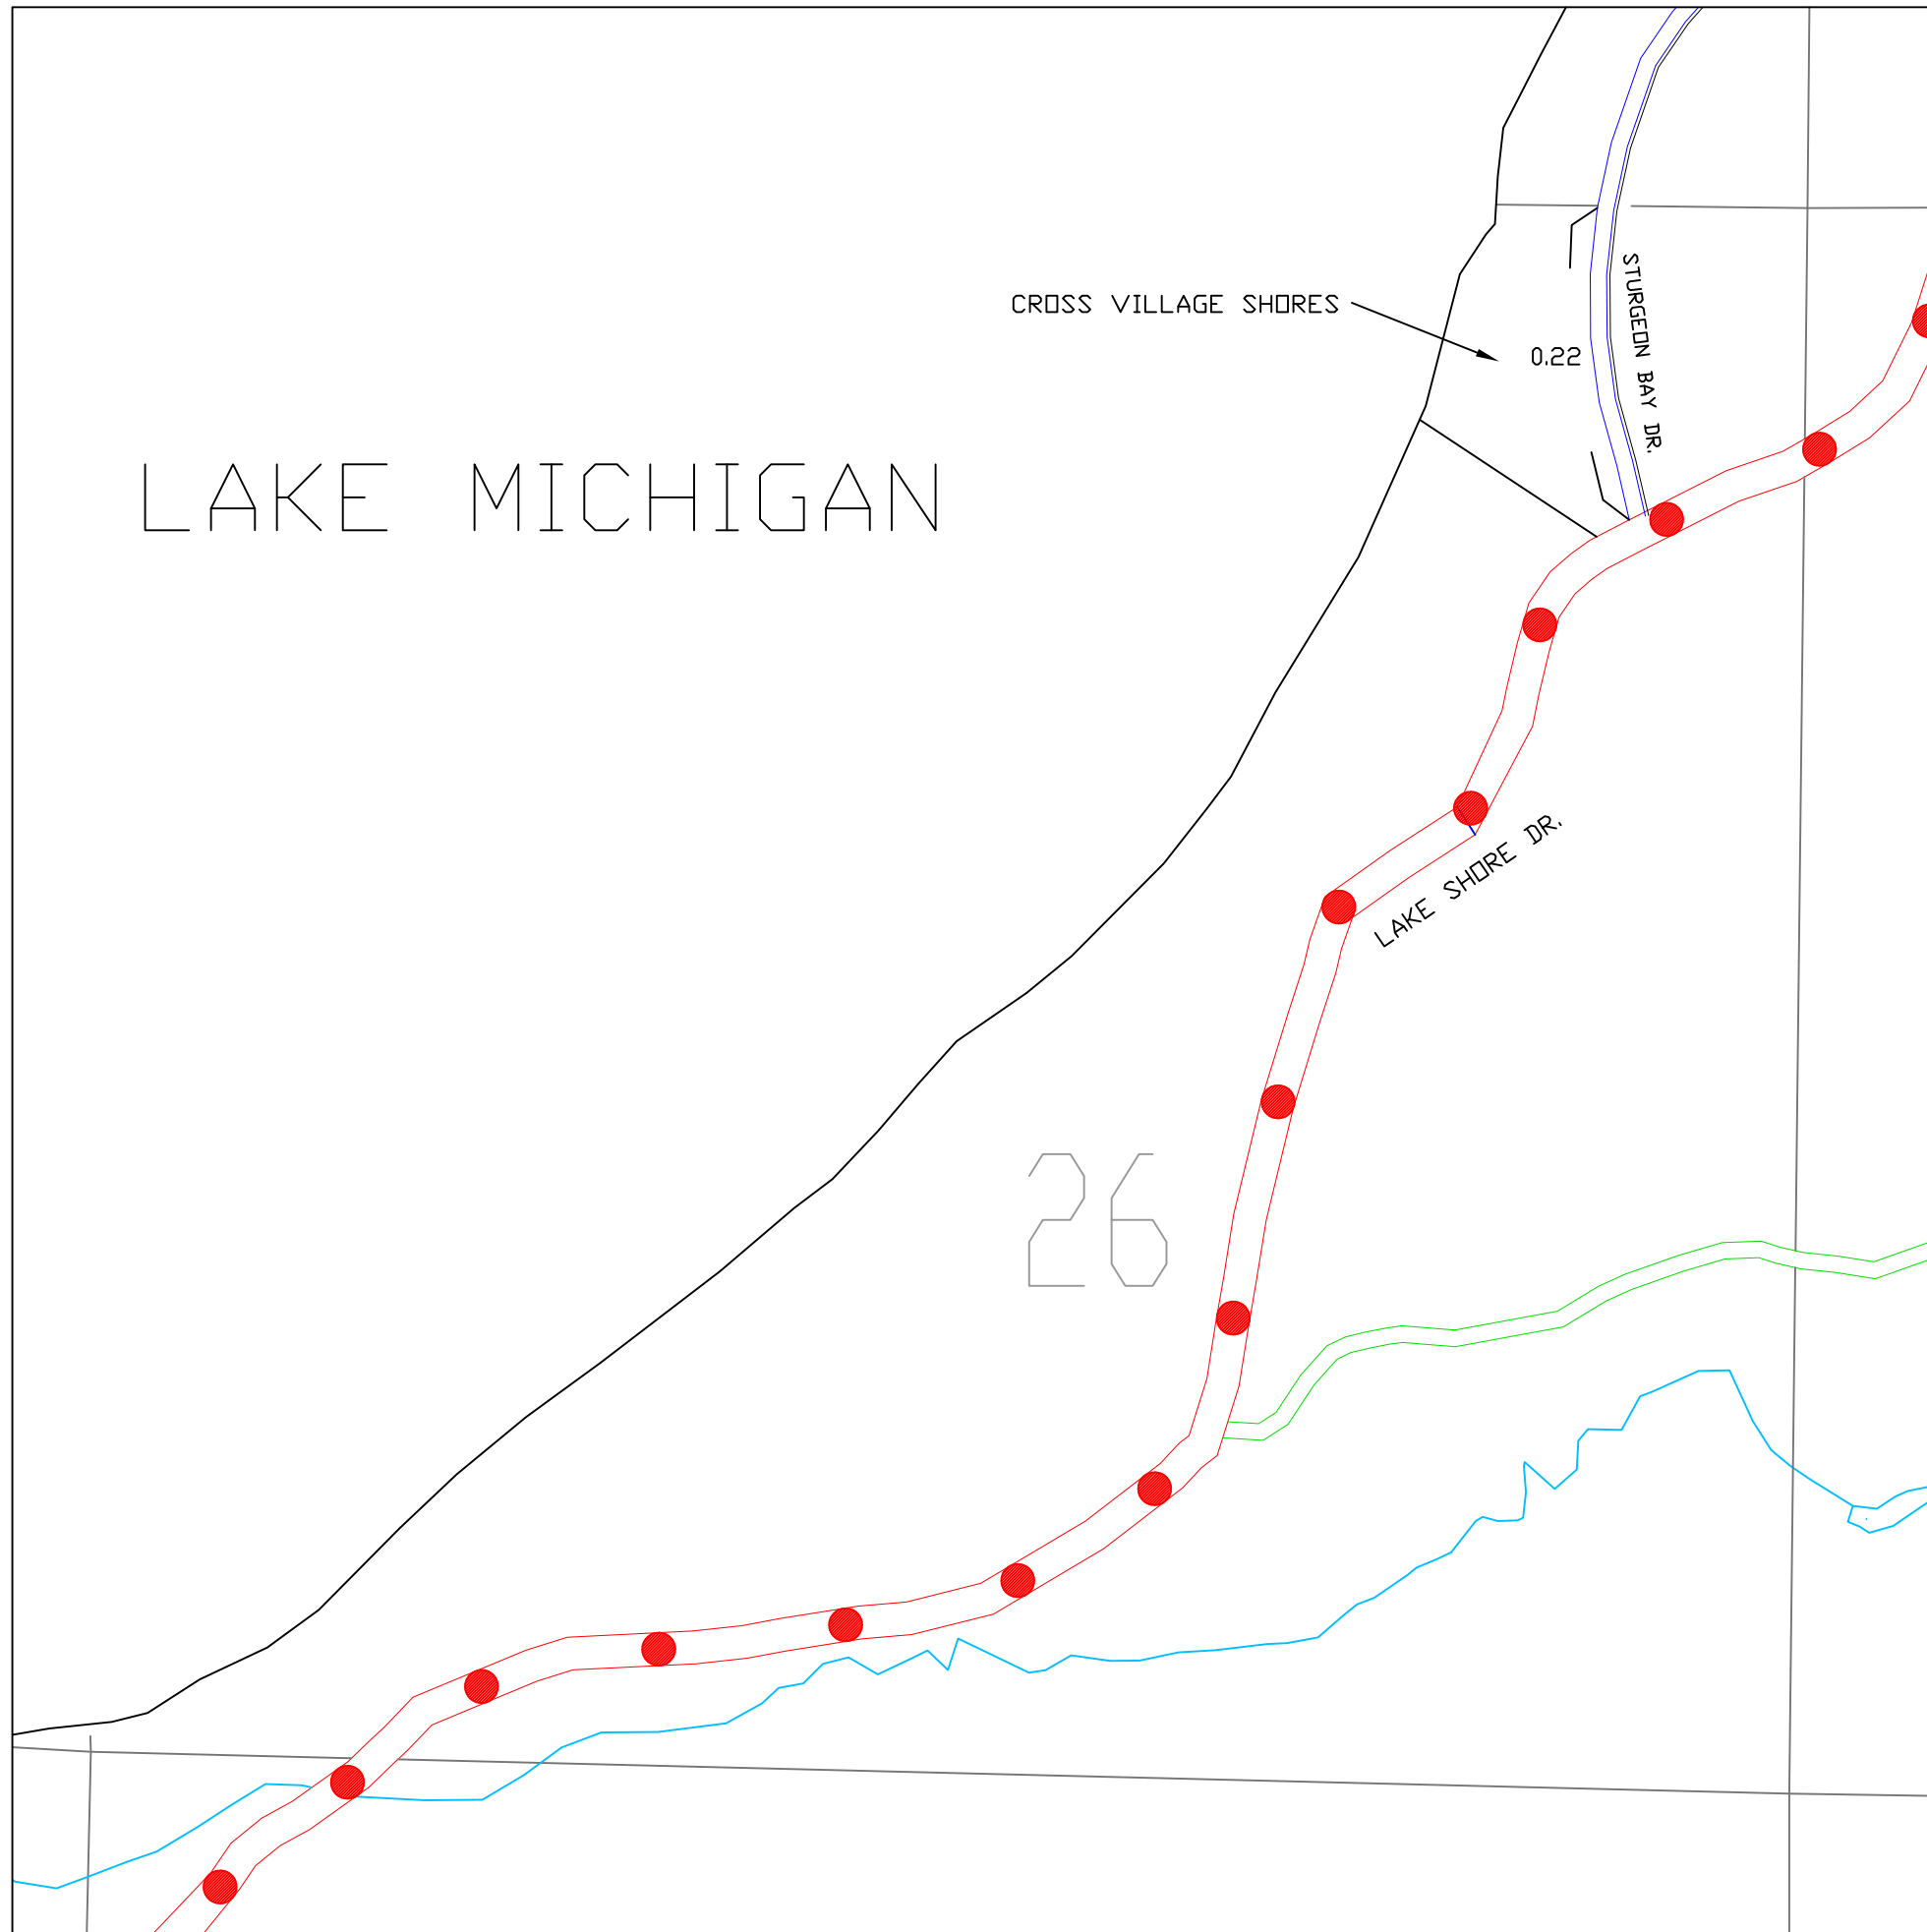 STURGEON BAY DR.
CROSS VILLAGE SHORES
0.22
LAKE MICHIGAN
LAKE SHORE DR.
26